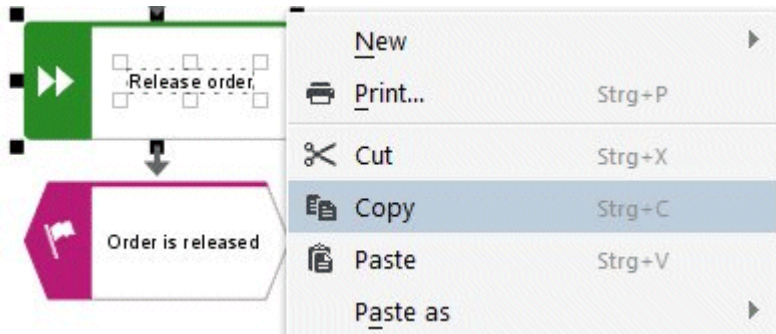 Release order
Order is released
New
Print... Strg+P
Cut Strg+X
Copy Strg+C
Paste Strg+V
Paste as